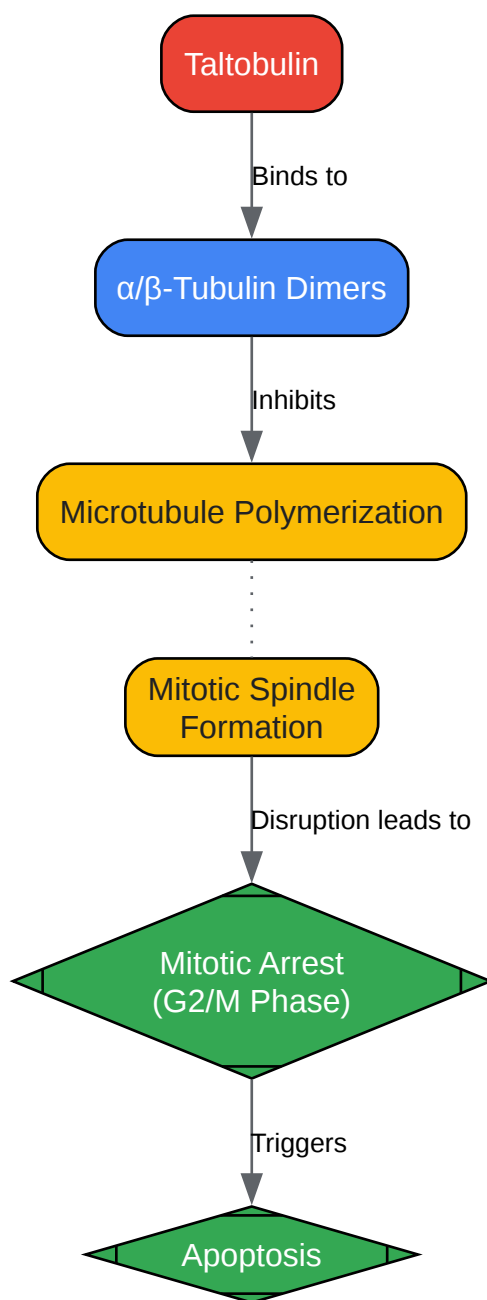 Taltobulin
Binds to
α/β-Tubulin Dimers
Inhibits
Microtubule Polymerization
Mitotic Spindle
Formation
Disruption leads to
Mitotic Arrest
(G2/M Phase)
Triggers
Apoptosis